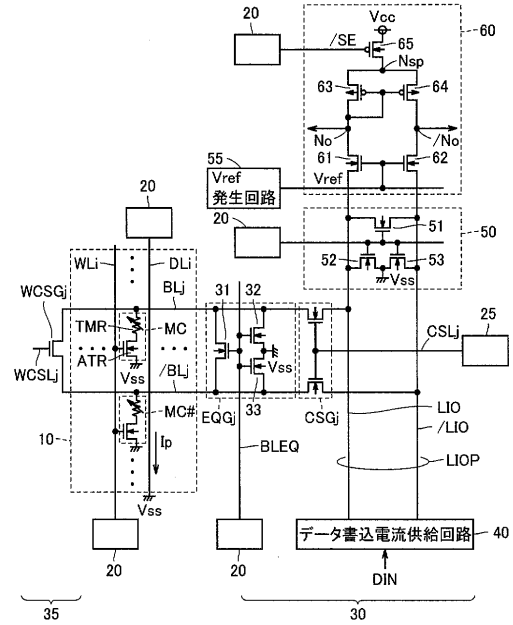 20
Vcc
/SE
65
60
Nsp
63
64
No
/No
61
62
55
Vref
発生回路
Vref
20
20
51
50
52
53
Vss
WLi
DLi
BLj
WCSGj
TMR
MC
31
32
25
CSLj
WCSLj
ATR
Vss
Vss
/BLj
33
EQGj
CSGj
MC#
LIO
10
Ip
/LIO
BLEQ
LIOP
Vss
データ書込電流供給回路
40
20
20
DIN
35
30